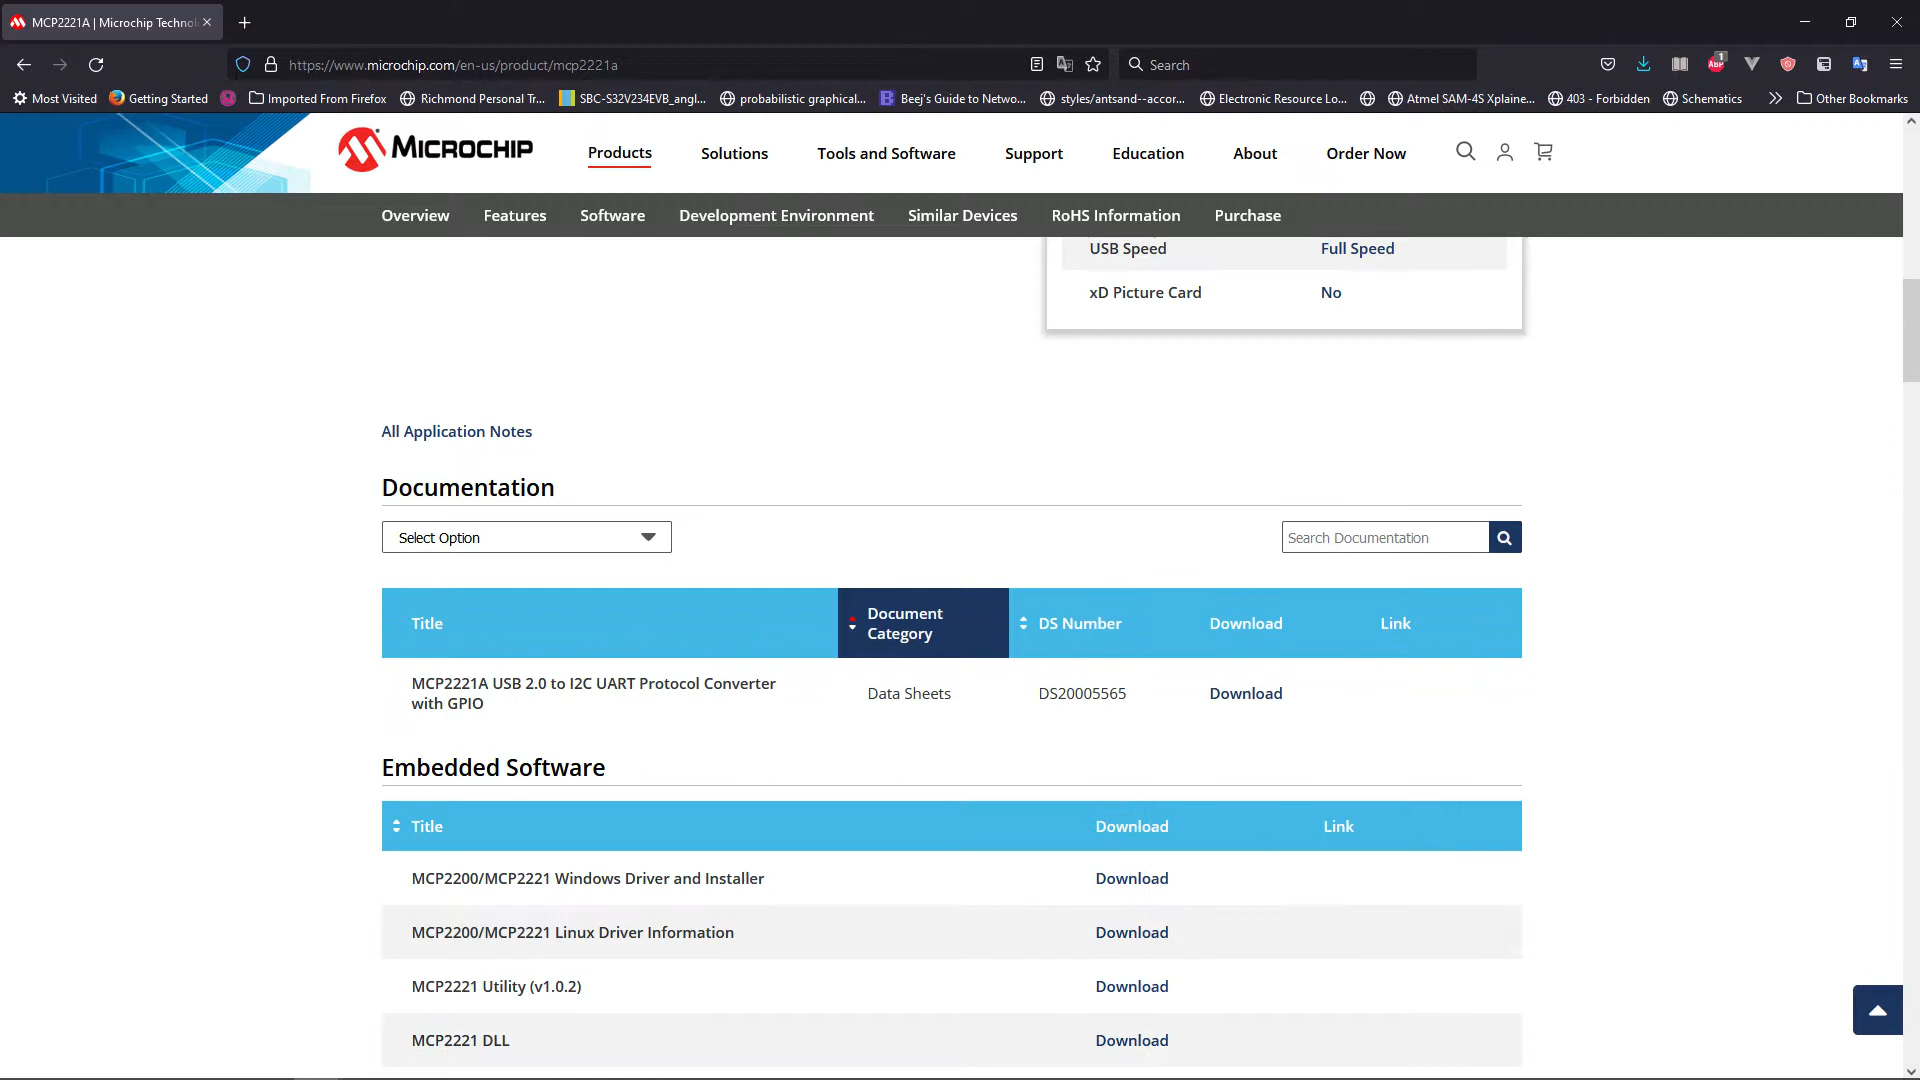 MCP2221A | Microchip Technol
https://www.microchip.com/en-us/product/mcp2221a
Search
1
Most Visited
Getting Started
Imported From Firefox
Richmond Personal Tr...
SBC-S32V234EVB_angl...
probabilistic graphical...
Beej's Guide to Netwo...
styles/antsand--accor...
Electronic Resource Lo...
Atmel SAM-4S Xplaine...
403 - Forbidden
Schematics
Other Bookmarks
MICROCHIP
Products
Solutions
Tools and Software
Support
Education
About
Order Now
Overview
Features
Software
Development Environment
Similar Devices
RoHS Information
Purchase
USB Speed Full Speed
xD Picture Card No
All Application Notes
Documentation
Select Option
Search Documentation
Title
Document
Category
DS Number
Download
Link
MCP2221A USB 2.0 to I2C UART Protocol Converter
with GPIO
Data Sheets
DS20005565
Download
Embedded Software
Title Download Link
MCP2200/MCP2221 Windows Driver and Installer Download
MCP2200/MCP2221 Linux Driver Information Download
MCP2221 Utility (v1.0.2) Download
MCP2221 DLL Download